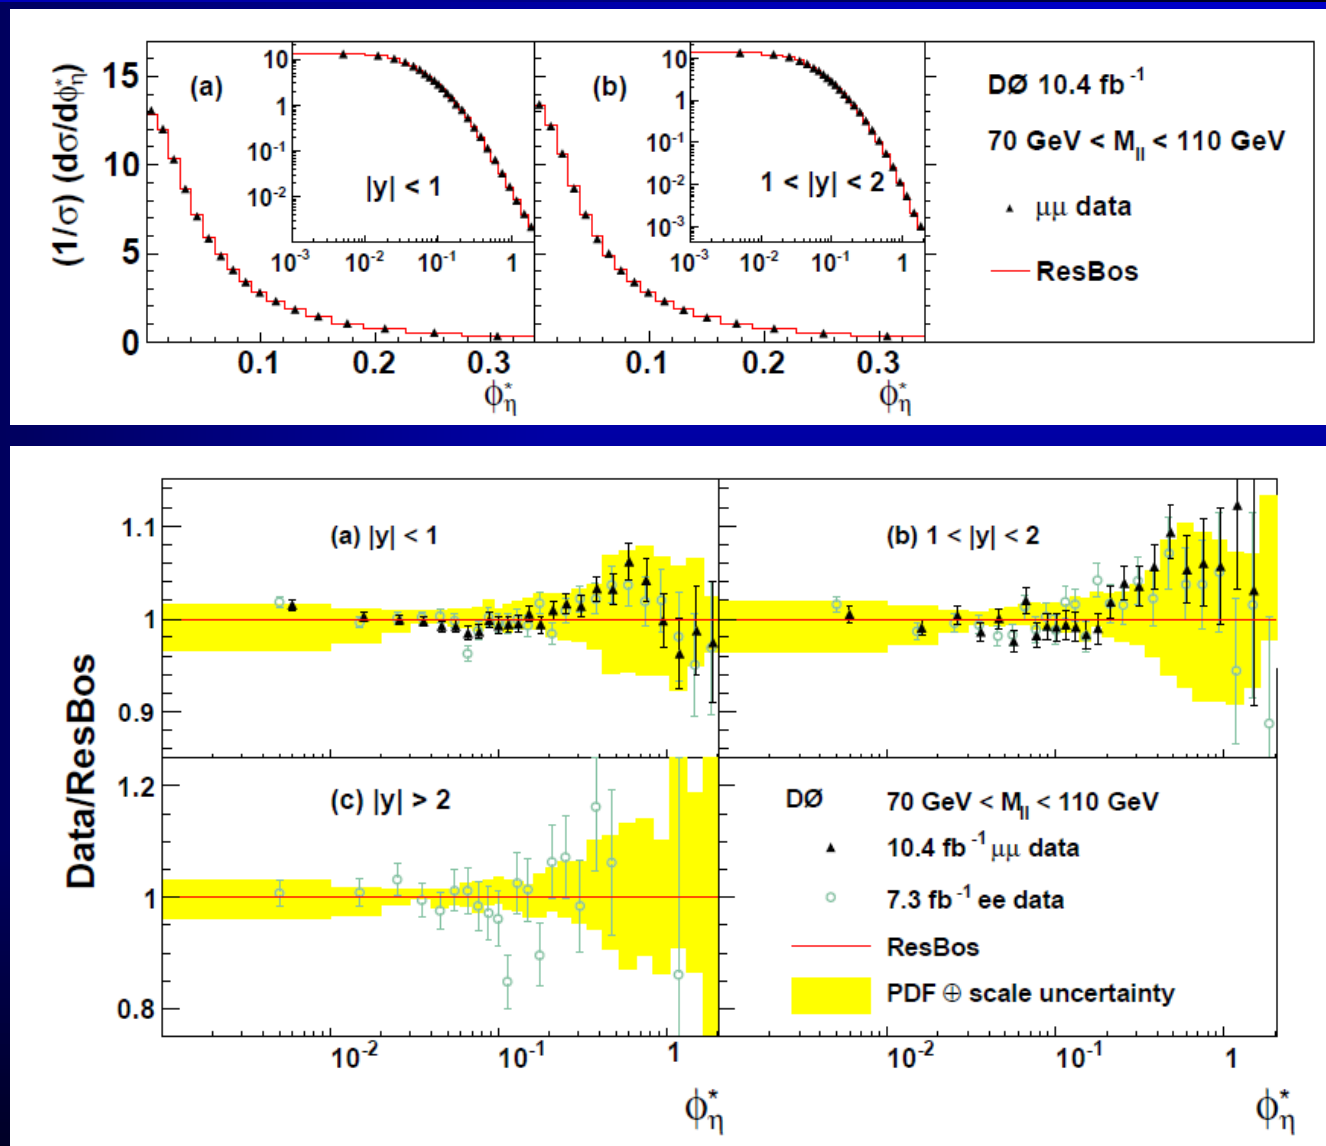 (1/σ) (dσ/dϕ*η)
15
10
5
0
(a)
10
1
10-1
10-2
|y| < 1
10-3
10-2
10-1
1
0.1
0.2
0.3
ϕ*η
(b)
10
1
10-1
10-2
10-3
1 < |y| < 2
10-3
10-2
10-1
1
0.1
0.2
0.3
ϕ*η
DØ 10.4 fb-1
70 GeV < Mll < 110 GeV
μμ data
ResBos
Data/ResBos
1.1
1
0.9
(a) |y| < 1
(b) 1 < |y| < 2
1.2
1
0.8
(c) |y| > 2
10-2
10-1
1
ϕ*η
DØ 70 GeV < Mll < 110 GeV
10.4 fb-1 μμ data
7.3 fb-1 ee data
ResBos
PDF ⊕ scale uncertainty
10-2
10-1
1
ϕ*η